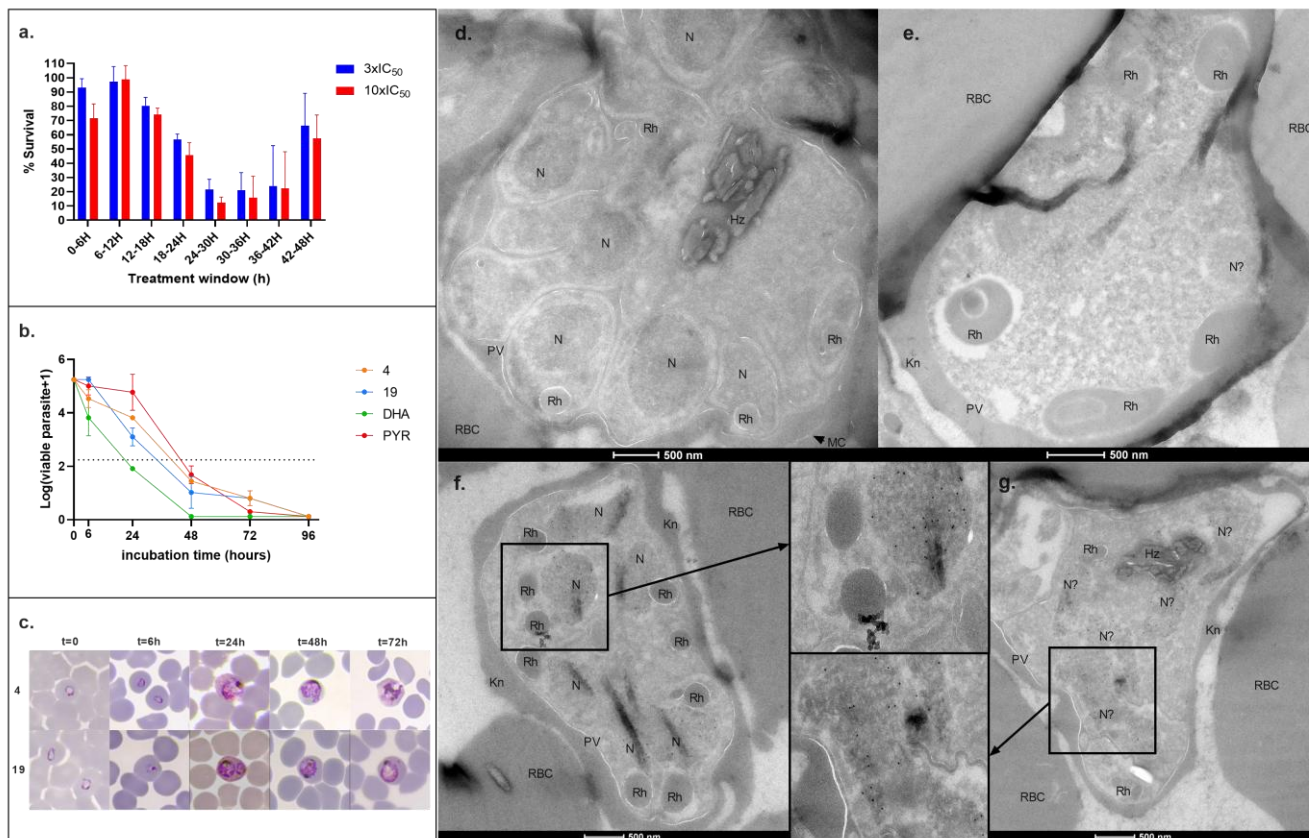 a.
3xIC50
10xIC50
% Survival
110
100
90
80
70
60
50
40
30
20
10
0
0-6H
6-12H
12-18H
18-24H
24-30H
30-36H
36-42H
42-48H
Treatment window (h)
b.
Log(viable parasite+1)
6
4
2
0
0 6 24 48 72 96
incubation time (hours)
4
19
DHA
PYR
c.
t=0 t=6h t=24h t=48h t=72h
4
19
d.
N
Rh
N
Hz
N
N
N
PV
N
Rh
Rh
Rh
RBC
MC
500 nm
e.
Rh
Rh
RBC
RBC
N?
Rh
Rh
Kn
Rh
PV
500 nm
f.
N
Kn
RBC
Rh
N
N
Rh
Rh
Rh
Rh
Rh
Kn
N
Rh
PV
N
N
RBC
Rh
Rh
500 nm
g.
N?
Rh
Hz
N?
N?
Kn
N?
PV
RBC
N?
RBC
Rh
500 nm